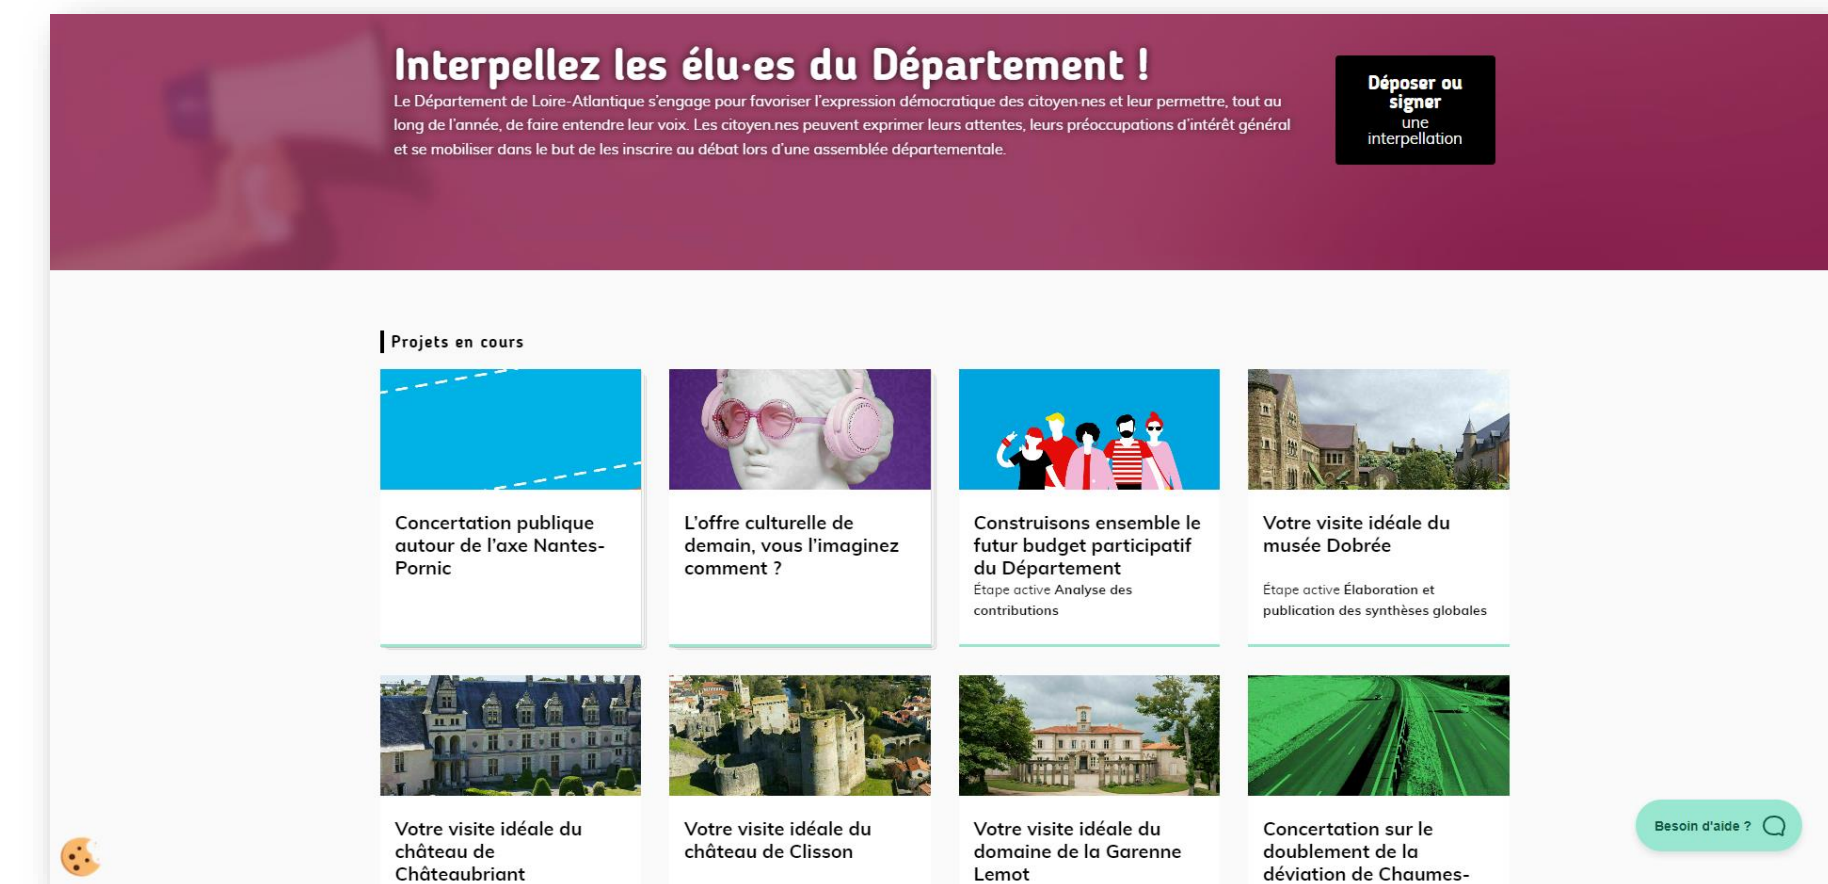 Interpellez les élu·es du Département !
Le Département de Loire-Atlantique s’engage pour favoriser l’expression démocratique des citoyen·nes et leur permettre, tout au
long de l’année, de faire entendre leur voix. Les citoyen.nes peuvent exprimer leurs attentes, leurs préoccupations d’intérêt général
et se mobiliser dans le but de les inscrire au débat lors d’une assemblée départementale.
Déposer ou
signer
une
interpellation
Projets en cours
Concertation publique
autour de l’axe Nantes-
Pornic
L’offre culturelle de
demain, vous l’imaginez
comment ?
Construisons ensemble le
futur budget participatif
du Département
Étape active Analyse des
contributions
Votre visite idéale du
musée Dobrée
Étape active Élaboration et
publication des synthèses globales
Votre visite idéale du
château de
Châteaubriant
Votre visite idéale du
château de Clisson
Votre visite idéale du
domaine de la Garenne
Lemot
Concertation sur le
doublement de la
déviation de Chaumes-
Besoin d'aide ?